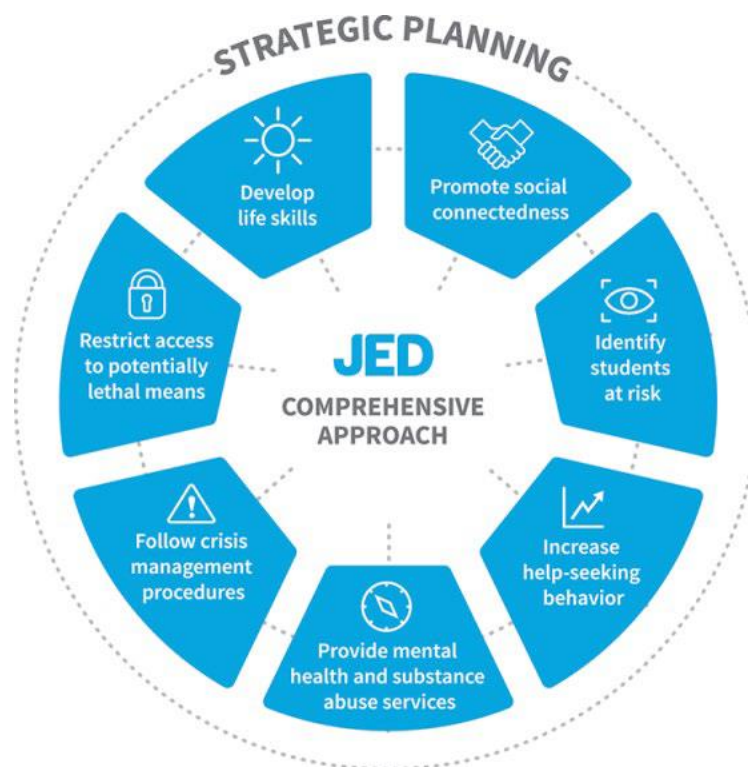 STRATEGIC PLANNING
Develop
life skills
Promote social
connectedness
Identify
students
at risk
Increase
help-seeking
behavior
Provide mental
health and substance
abuse services
Follow crisis
management
procedures
Restrict access
to potentially
lethal means
JED
COMPREHENSIVE
APPROACH